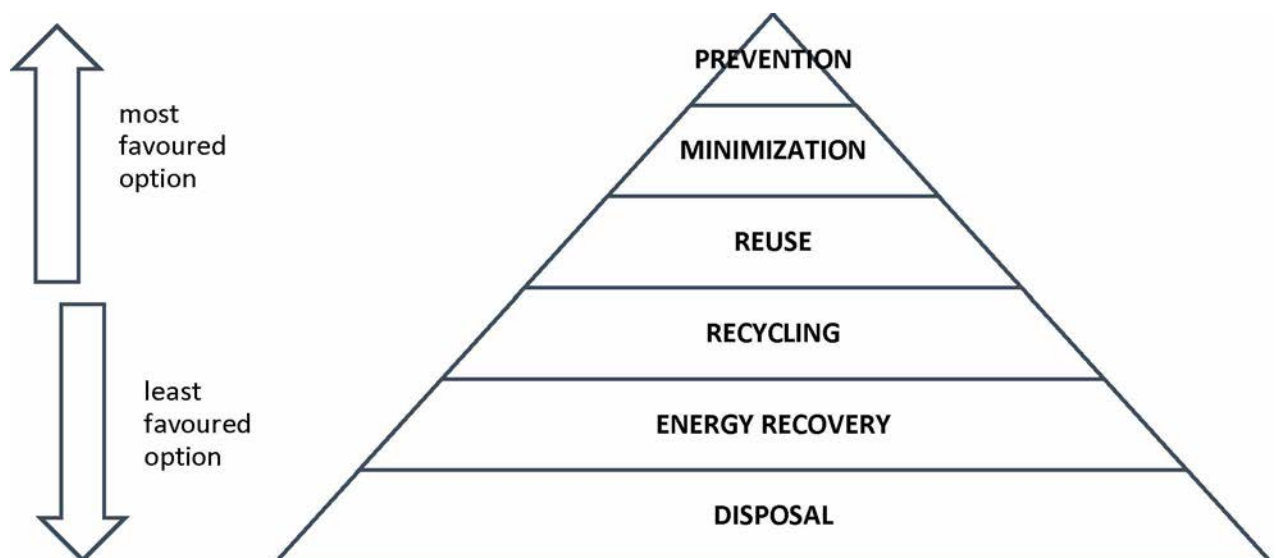 PREVENTION
most
favoured
option
MINIMIZATION
REUSE
RECYCLING
least
favoured
option
ENERGY RECOVERY
DISPOSAL